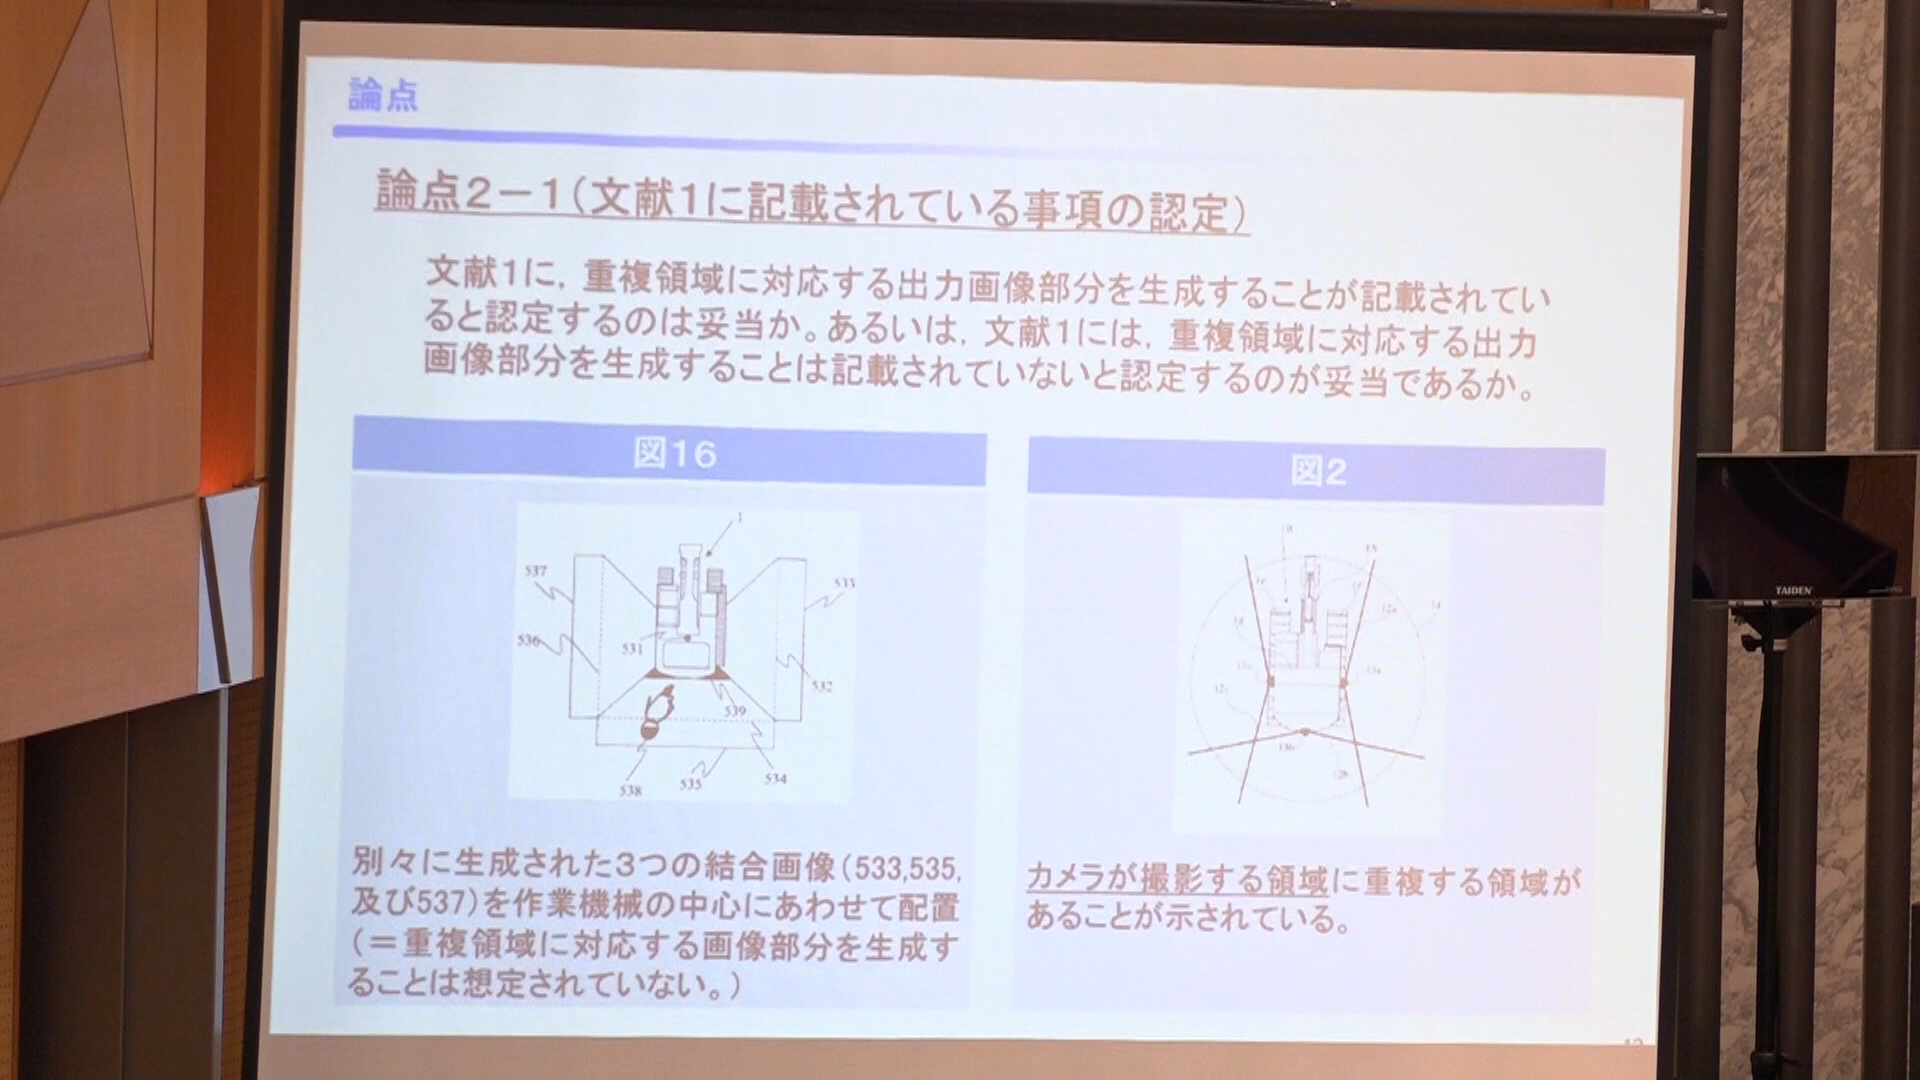 論点
論点2－1（文献1に記載されている事項の認定）
文献1に，重複領域に対応する出力画像部分を生成することが記載されてい
ると認定するのは妥当か。あるいは，文献1には，重複領域に対応する出力
画像部分を生成することは記載されていないと認定するのが妥当であるか。
図16
図2
1
537
533
536
531
532
539
534
535
538
別々に生成された3つの結合画像（533,535,
及び537）を作業機械の中心にあわせて配置
（＝重複領域に対応する画像部分を生成す
ることは想定されていない。）
カメラが撮影する領域に重複する領域が
あることが示されている。
TAIDEN